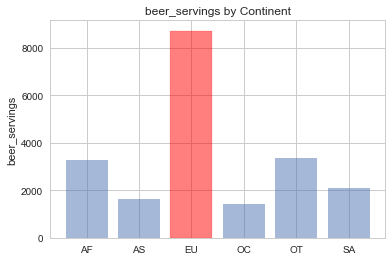 beer_servings by Continent
beer_servings
8000
6000
4000
2000
0
AF AS EU OC OT SA